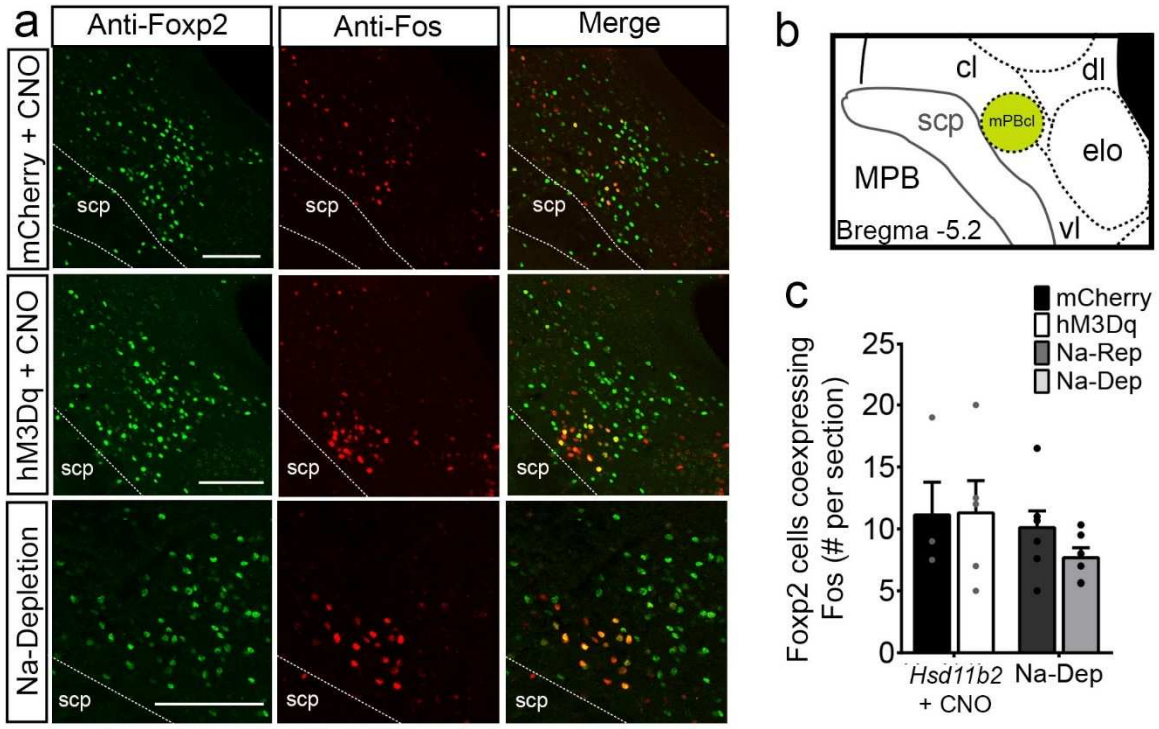 a
Anti-Foxp2
Anti-Fos
Merge
mCherry + CNO
scp
scp
scp
hM3Dq + CNO
scp
scp
scp
Na-Depletion
scp
scp
scp
b
cl
dl
scp
mPBcl
elo
MPB
vl
Bregma -5.2
c
mCherry
hM3Dq
Na-Rep
Na-Dep
Foxp2 cells coexpressing
Fos (# per section)
25
20
15
10
5
0
Hsd11b2
+ CNO
Na-Dep